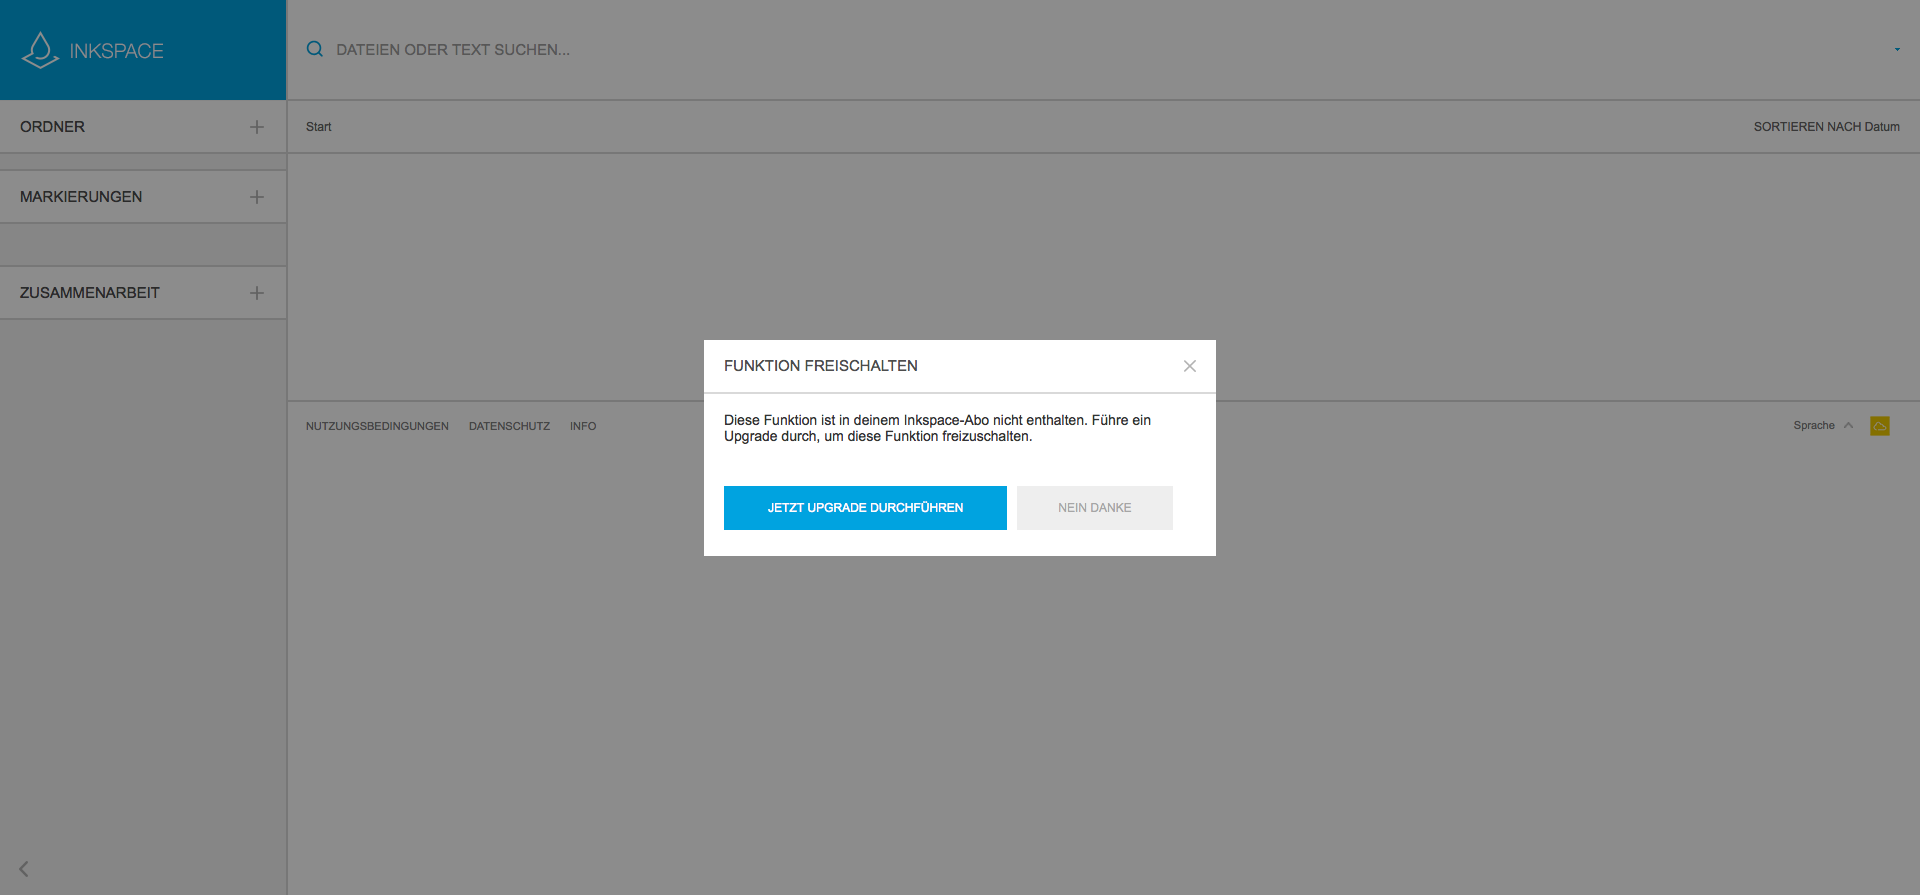 INKSPACE
DATEIEN ODER TEXT SUCHEN...
ORDNER
Start
SORTIEREN NACH Datum
MARKIERUNGEN
ZUSAMMENARBEIT
FUNKTION FREISCHALTEN
Diese Funktion ist in deinem Inkspace-Abo nicht enthalten. Führe ein
Upgrade durch, um diese Funktion freizuschalten.
JETZT UPGRADE DURCHFÜHREN
NEIN DANKE
NUTZUNGSBEDINGUNGEN
DATENSCHUTZ
INFO
Sprache